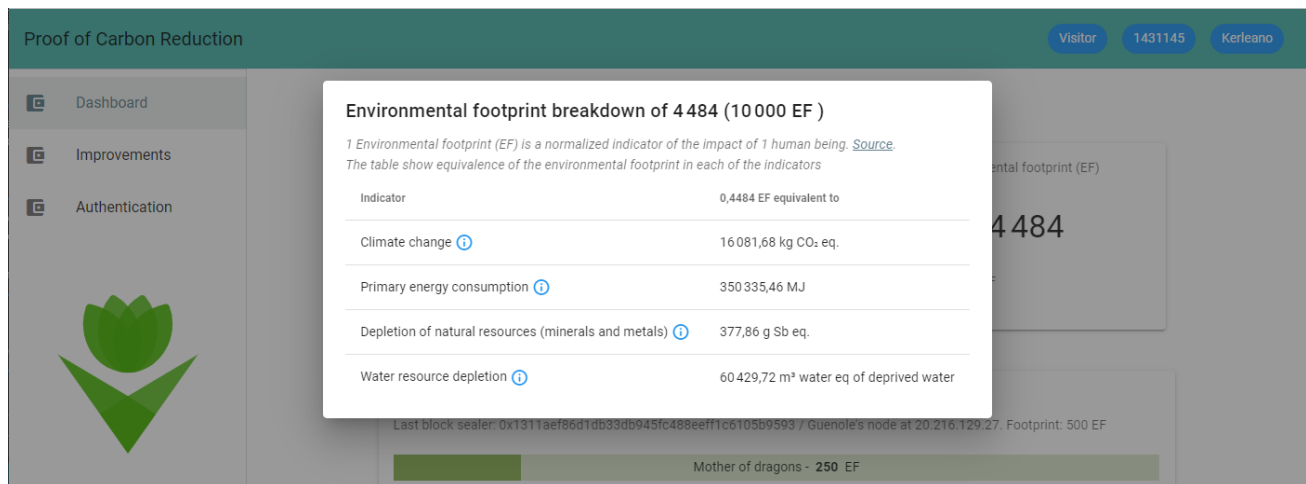 Proof of Carbon Reduction
Visitor
1431145
Kerleano
Dashboard
Improvements
Authentication
Environmental footprint breakdown of 4 484 (10 000 EF )
1 Environmental footprint (EF) is a normalized indicator of the impact of 1 human being. Source.
The table show equivalence of the environmental footprint in each of the indicators
Indicator 0,4484 EF equivalent to
Climate change 16 081,68 kg CO₂ eq.
Primary energy consumption 350 335,46 MJ
Depletion of natural resources (minerals and metals) 377,86 g Sb eq.
Water resource depletion 60 429,72 m³ water eq of deprived water
footprint (EF)
4 484
Last block sealer: 0x1311aef86d1db33db945fc488eeff1c6105b9593 / Guenole's node at 20.216.129.27. Footprint: 500 EF
Mother of dragons - 250 EF